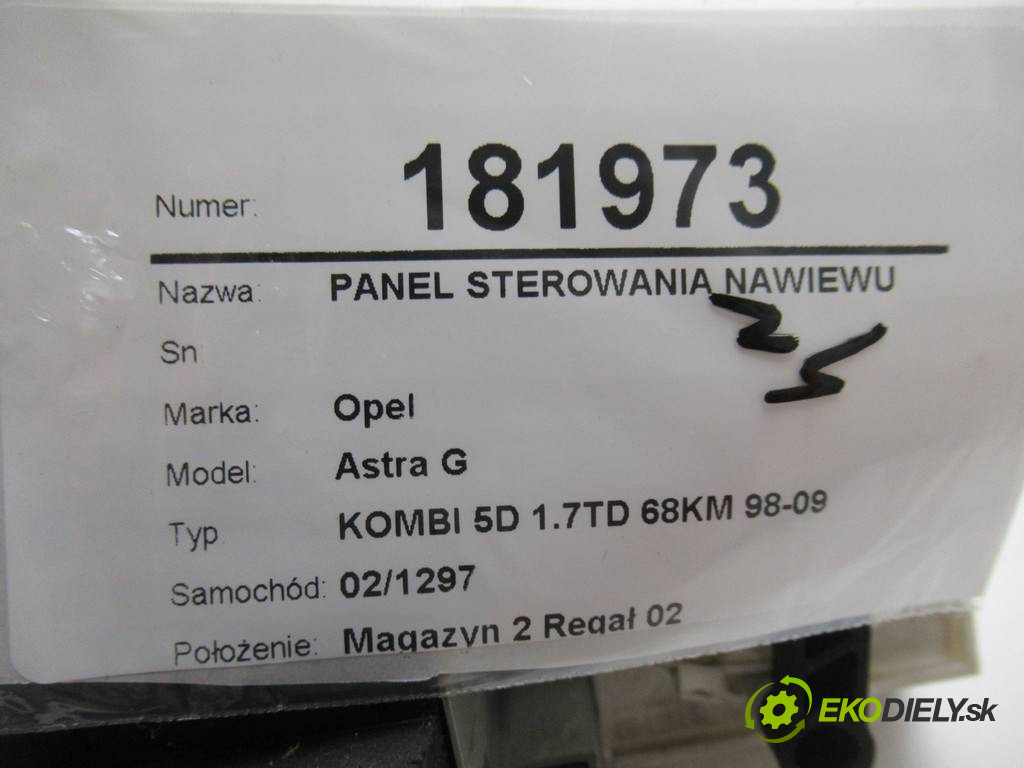 Numer: 181973
Nazwa: PANEL STEROWANIA NAWIEWU
Sn
Marka: Opel
Model: Astra G
Typ KOMBI 5D 1.7TD 68KM 98-09
Samochód: 02/1297
Położenie: Magazyn 2 Regał 02
EKODIELY.sk